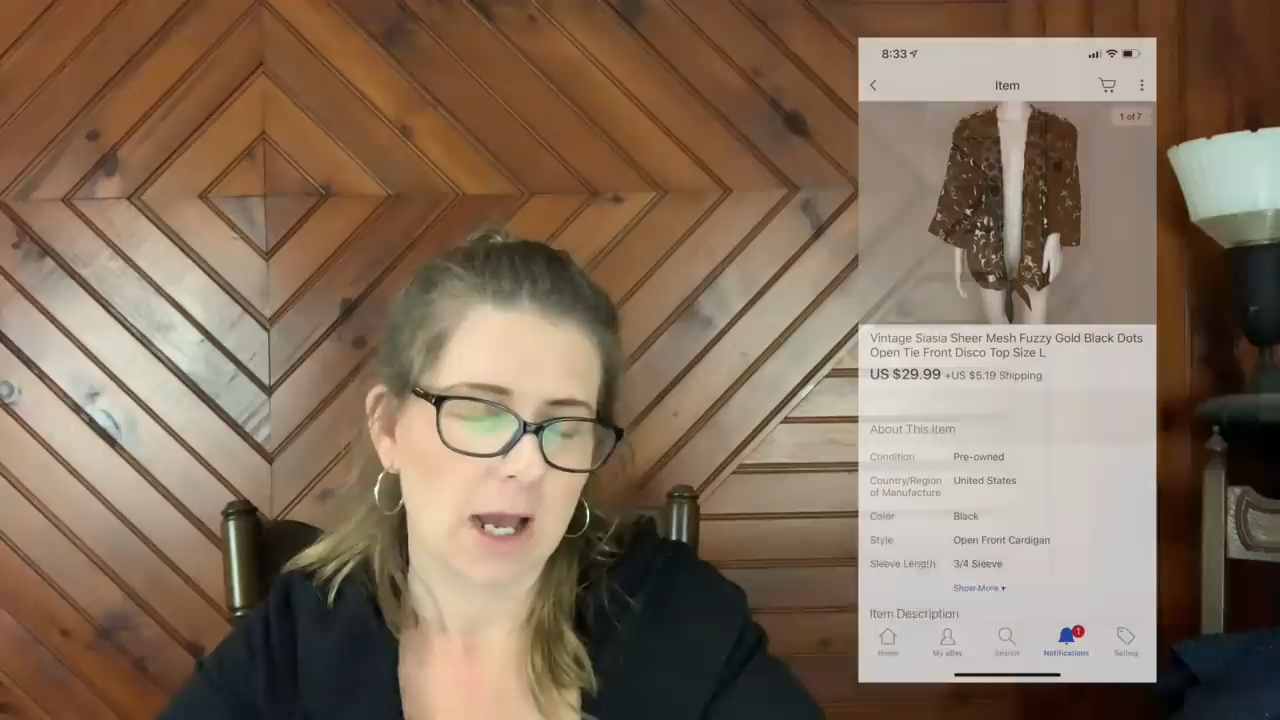 8:33
Item
1 of 7
Vintage Siasia Sheer Mesh Fuzzy Gold Black Dots
Open Tie Front Disco Top Size L
US $29.99 +US $5.19 Shipping
About This Item
Condition Pre-owned
Country/Region United States
of Manufacture
Color Black
Style Open Front Cardigan
Sleeve Length 3/4 Sleeve
Show More
Item Description
1
Home My eBay Search Notifications Selling